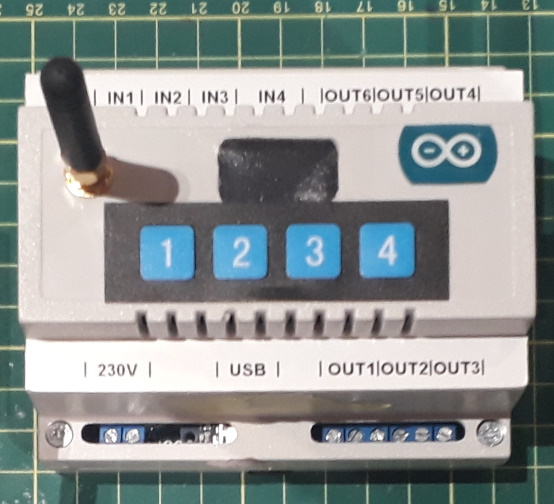 25 24 23 22 21 20 19 18 17 16 15 14 13
| IN1 | IN2 | IN3 | IN4 | |OUT6|OUT5|OUT4|
1 2 3 4
| 230V | | USB | |OUT1|OUT2|OUT3|